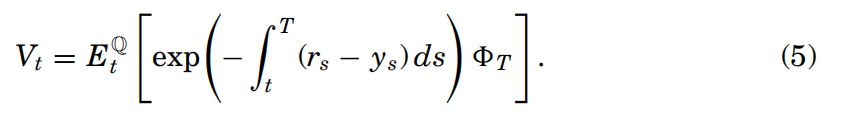 V_t = E_t^ℚ [ exp( − ∫_t^T (r_s − y_s) ds ) Φ_T ] . (5)